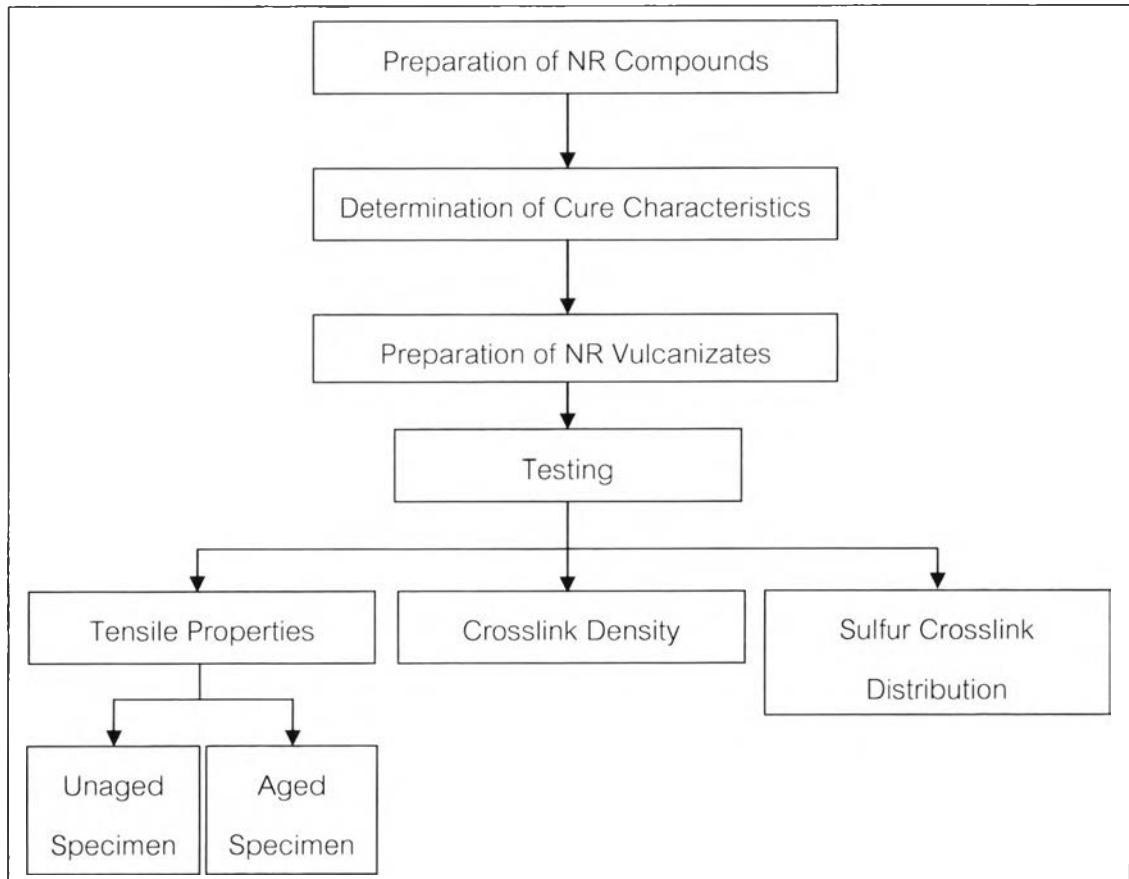 Preparation of NR Compounds
Determination of Cure Characteristics
Preparation of NR Vulcanizates
Testing
Tensile Properties
Crosslink Density
Sulfur Crosslink
Distribution
Unaged
Specimen
Aged
Specimen